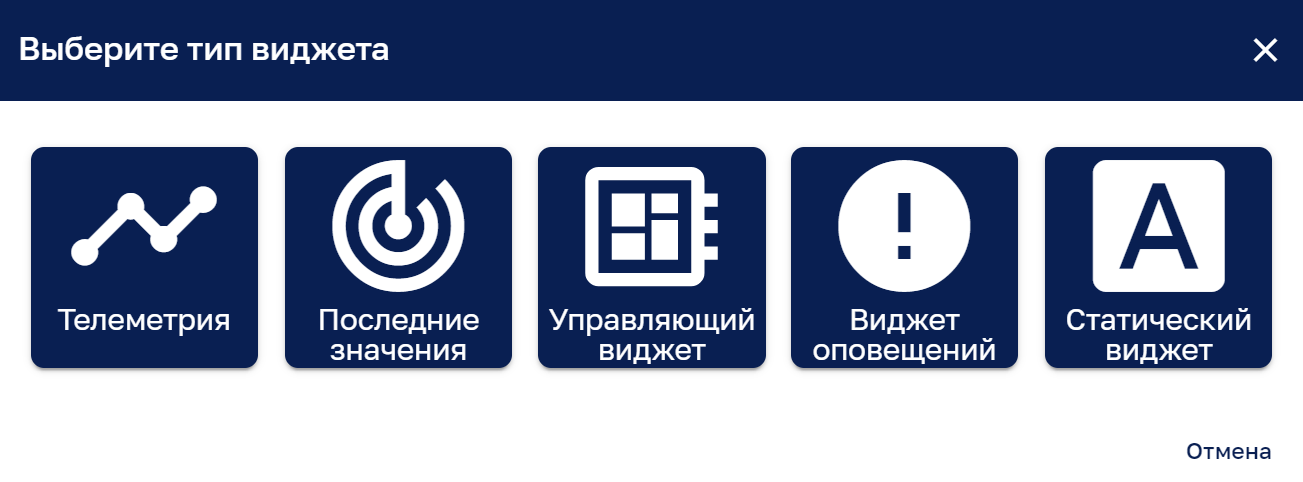 Выберите тип виджета
Телеметрия
Последние
значения
Управляющий
виджет
Виджет
оповещений
A
Статический
виджет
Отмена